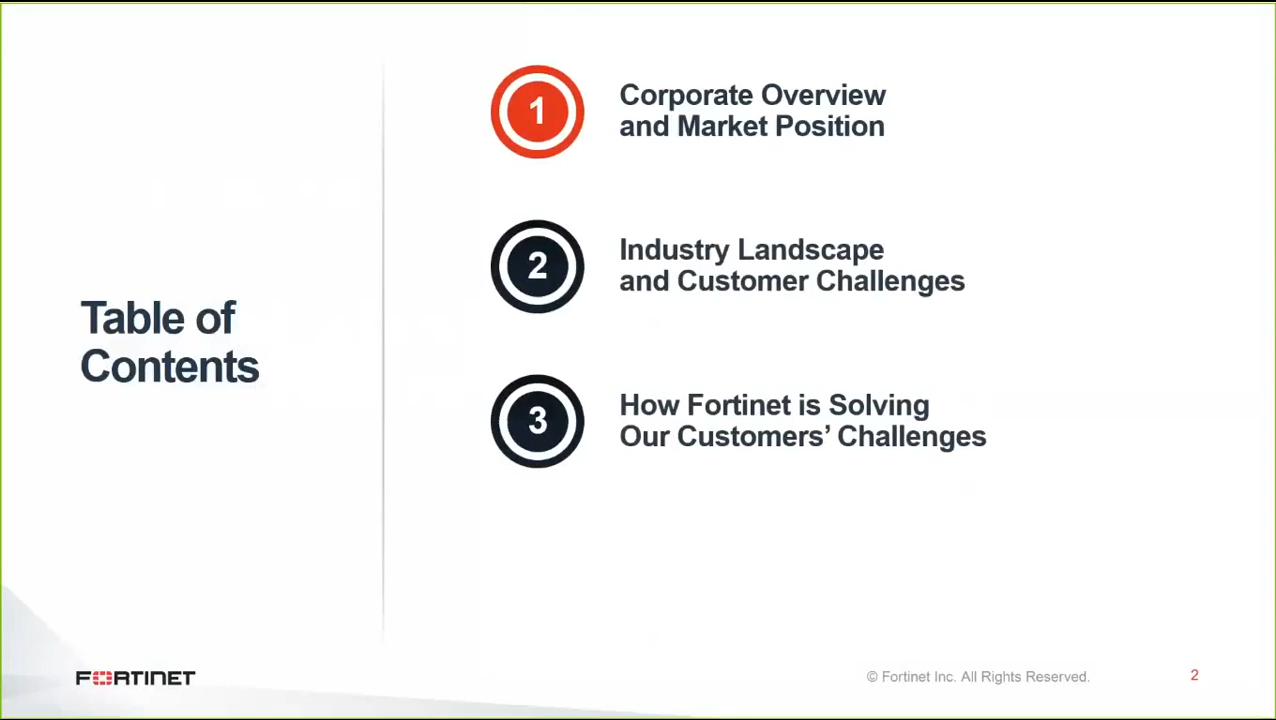 Table of
Contents
1
Corporate Overview
and Market Position
2
Industry Landscape
and Customer Challenges
3
How Fortinet is Solving
Our Customers’ Challenges
FORTINET
© Fortinet Inc. All Rights Reserved.
2